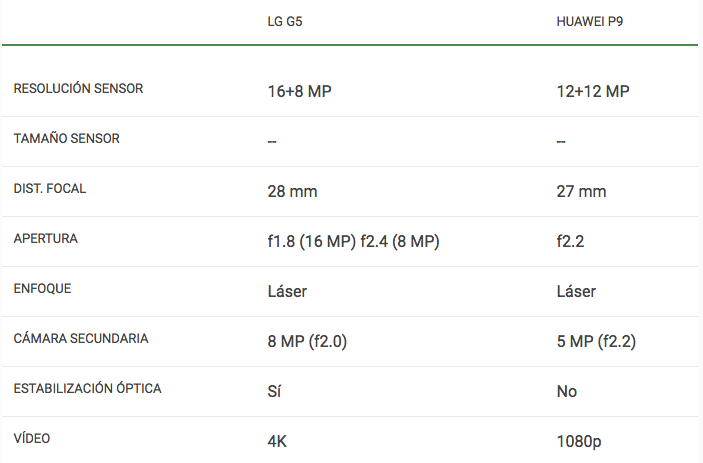 LG G5 HUAWEI P9
RESOLUCIÓN SENSOR 16+8 MP 12+12 MP
TAMAÑO SENSOR -- --
DIST. FOCAL 28 mm 27 mm
APERTURA f1.8 (16 MP) f2.4 (8 MP) f2.2
ENFOQUE Láser Láser
CÁMARA SECUNDARIA 8 MP (f2.0) 5 MP (f2.2)
ESTABILIZACIÓN ÓPTICA Sí No
VÍDEO 4K 1080p